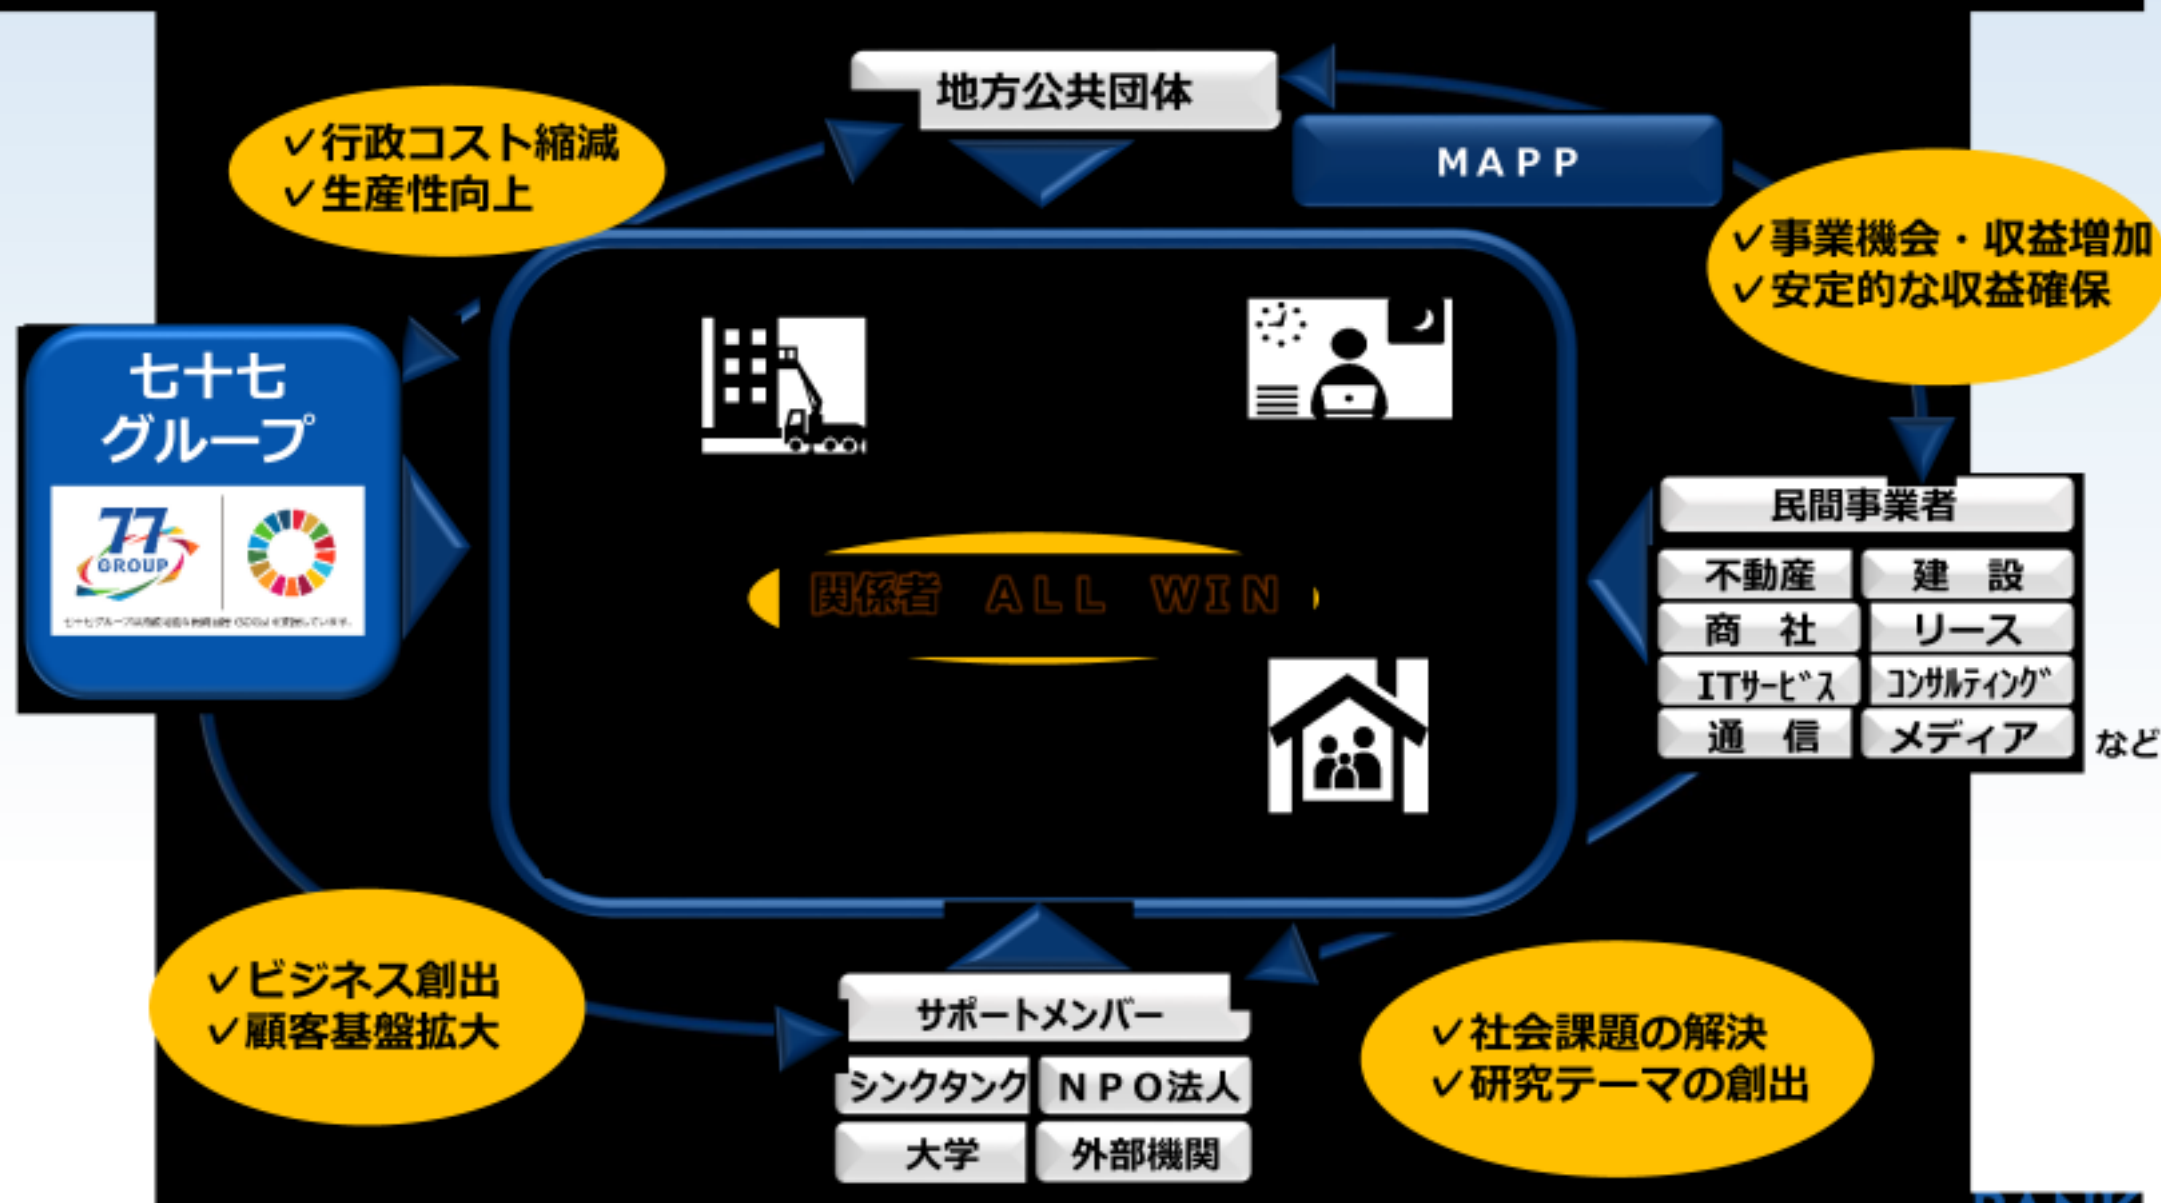 地方公共団体
MAPP
✓行政コスト縮減
✓生産性向上
✓事業機会・収益増加
✓安定的な収益確保
七十七
グループ
77
GROUP
関係者 ALL WIN
民間事業者
不動産 建 設
商 社 リース
ITサービス コンサルティング
通 信 メディア など
✓ビジネス創出
✓顧客基盤拡大
サポートメンバー
シンクタンク NPO法人
大学 外部機関
✓社会課題の解決
✓研究テーマの創出